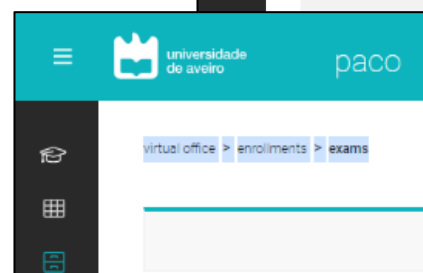 universidade
de aveiro
paco
virtual office > enrollments > exams